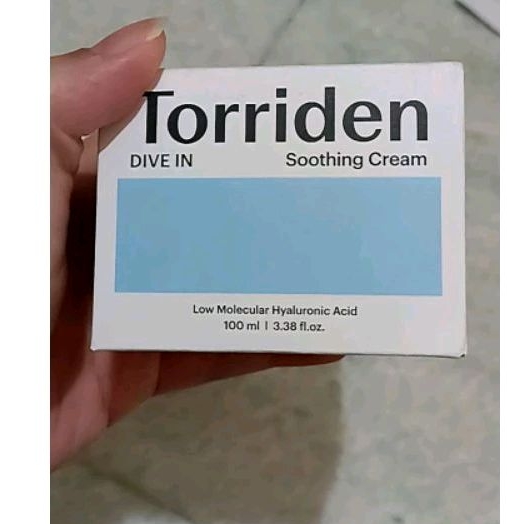 Torriden
DIVE IN Soothing Cream
Low Molecular Hyaluronic Acid
100 ml | 3.38 fl.oz.